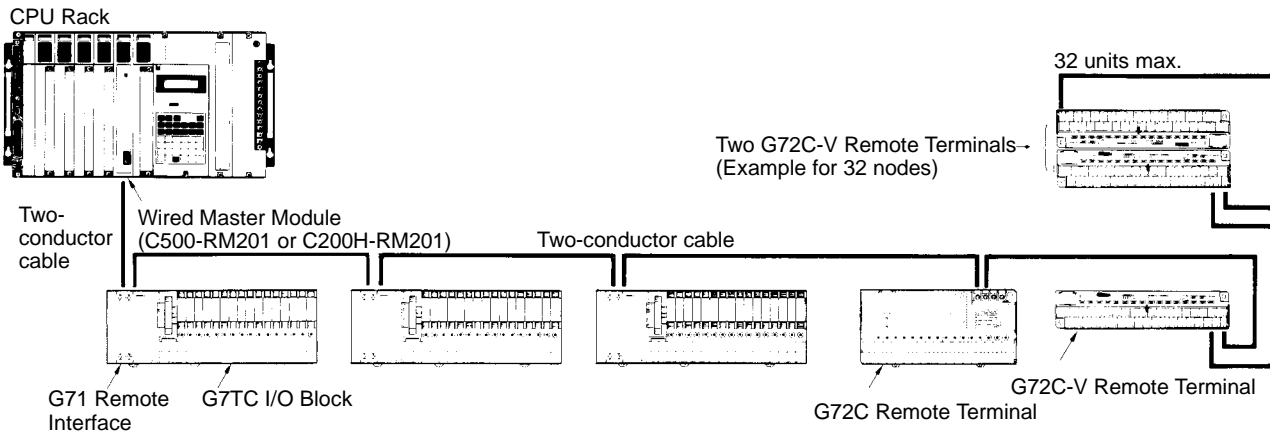 CPU Rack
32 units max.
Two G72C-V Remote Terminals
(Example for 32 nodes)
Two-
conductor
cable
Wired Master Module
(C500-RM201 or C200H-RM201)
Two-conductor cable
G71 Remote
Interface
G7TC I/O Block
G72C Remote Terminal
G72C-V Remote Terminal